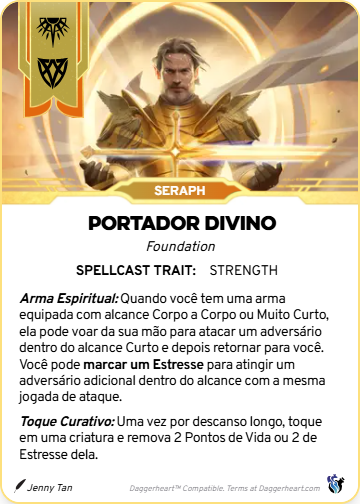 SERAPH
PORTADOR DIVINO
Foundation
SPELLCAST TRAIT: STRENGTH
Arma Espiritual: Quando você tem uma arma
equipada com alcance Corpo a Corpo ou Muito Curto,
ela pode voar da sua mão para atacar um adversário
dentro do alcance Curto e depois retornar para você.
Você pode marcar um Estresse para atingir um
adversário adicional dentro do alcance com a mesma
jogada de ataque.
Toque Curativo: Uma vez por descanso longo, toque
em uma criatura e remova 2 Pontos de Vida ou 2 de
Estresse dela.
Jenny Tan
Daggerheart™ Compatible. Terms at Daggerheart.com